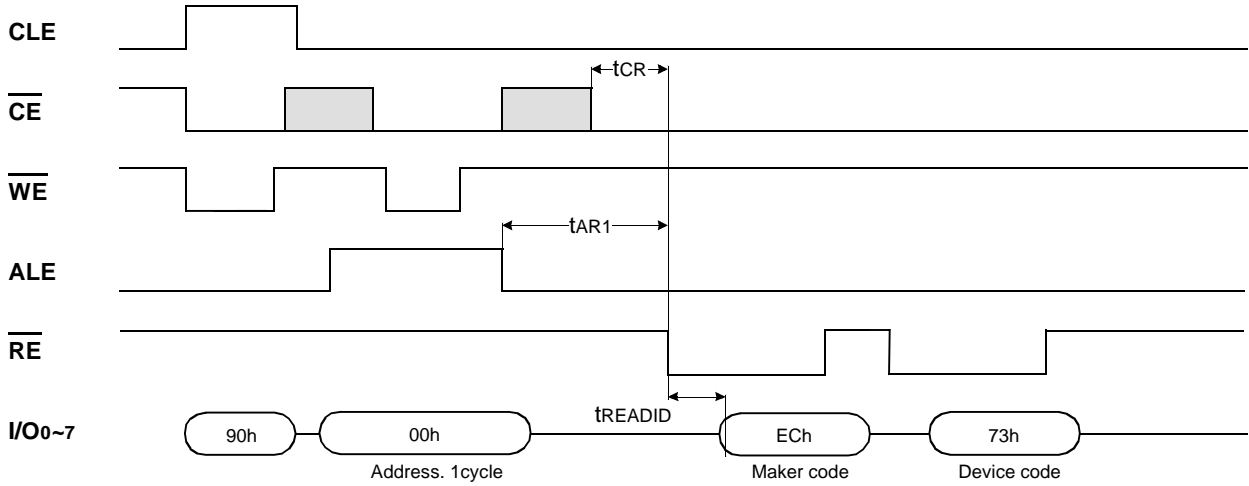 CLE
tCR
CE
WE
tAR1
ALE
RE
tREADID
I/O0~7
90h
00h
ECh
73h
Address. 1cycle
Maker code
Device code